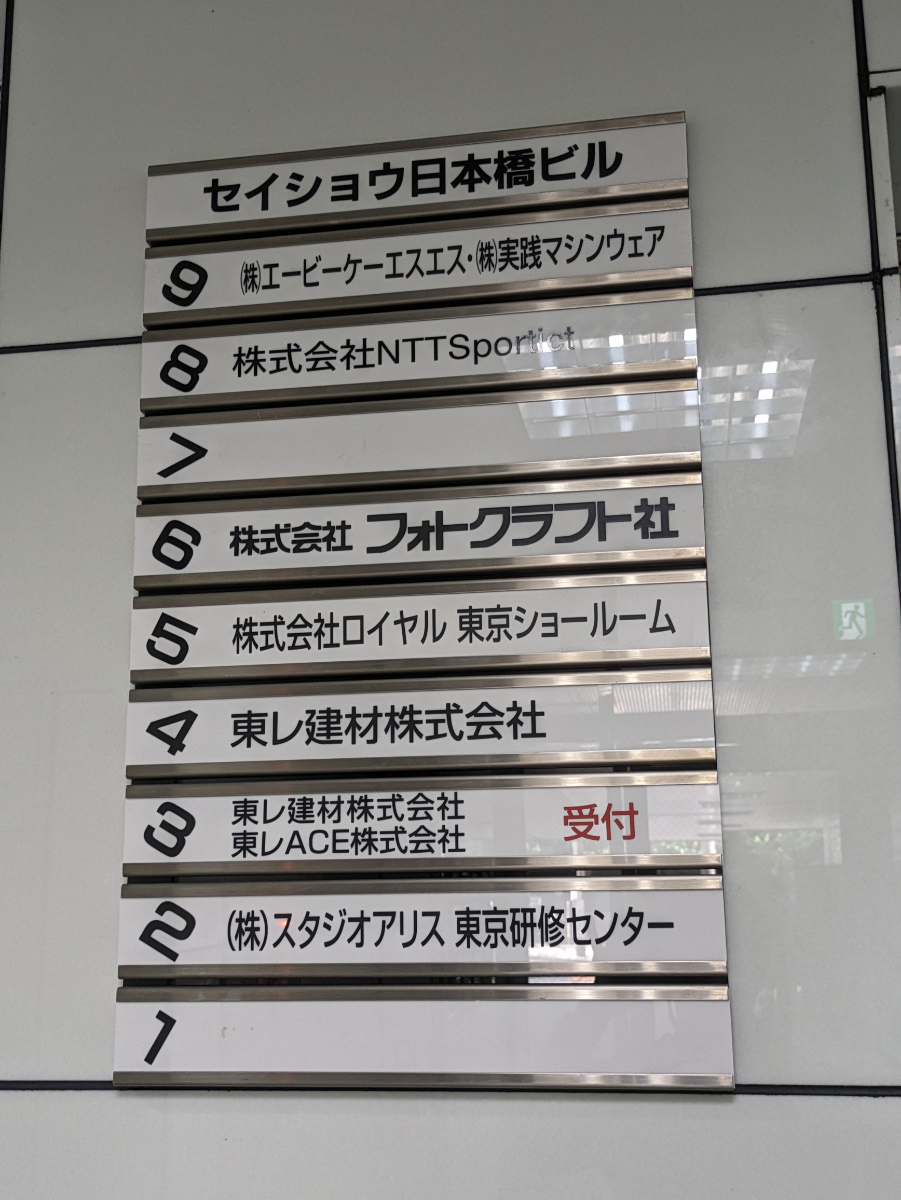 セイショウ日本橋ビル
9 ㈱エービーケーエスエス・㈱実践マシンウェア
8 株式会社NTTSportict
7
6 株式会社 フォトクラフト社
5 株式会社ロイヤル 東京ショールーム
4 東レ建材株式会社
3 東レ建材株式会社 受付
東レACE株式会社
2 (株)スタジオアリス 東京研修センター
1